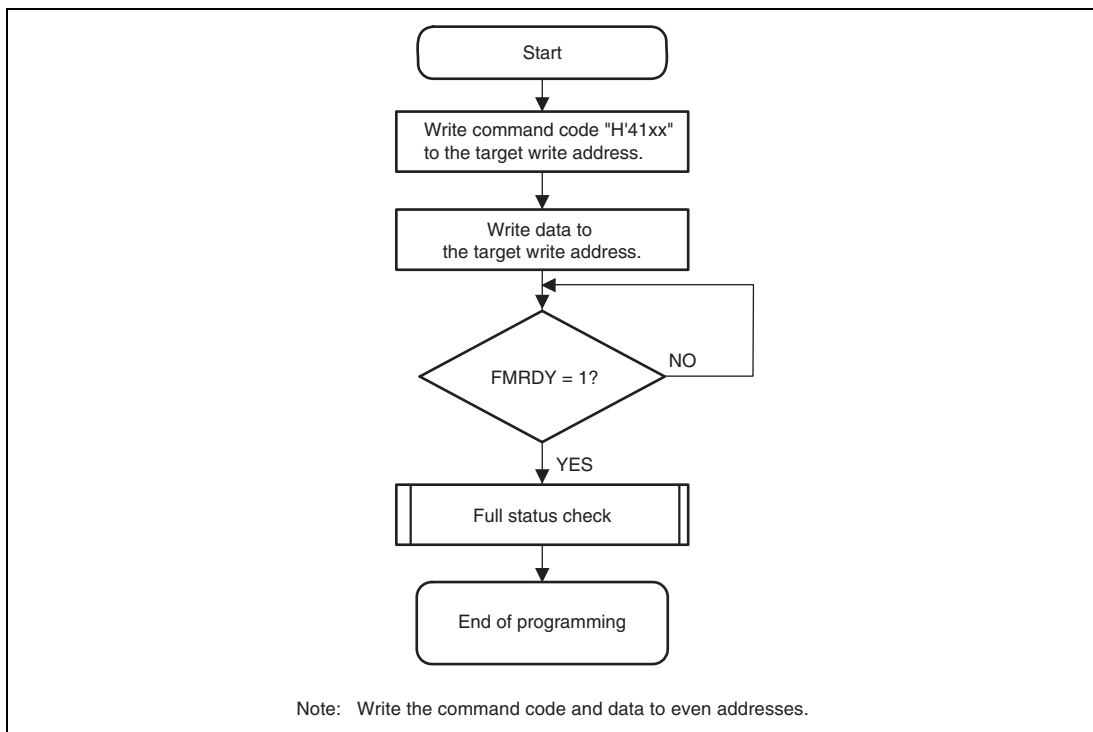 Start
Write command code "H'41xx"
to the target write address.
Write data to
the target write address.
FMRDY = 1?
NO
YES
Full status check
End of programming
Note: Write the command code and data to even addresses.